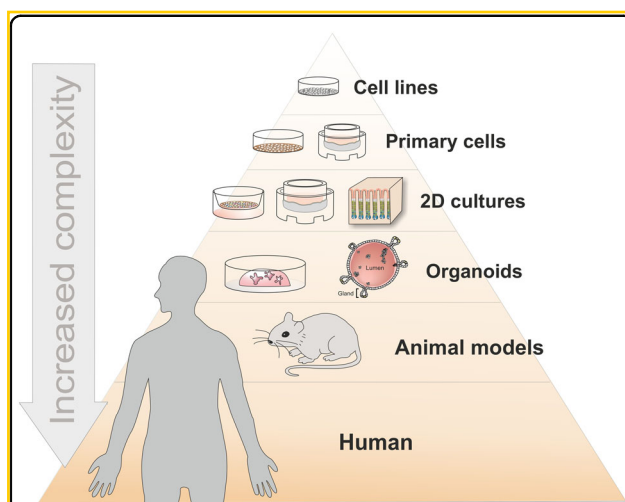 Increased complexity
Cell lines
Primary cells
2D cultures
Organoids
Lumen
Gland
Animal models
Human